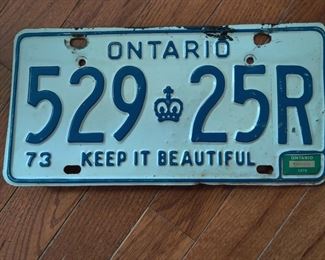 ONTARIO
529 25R
73 KEEP IT BEAUTIFUL
ONTARIO